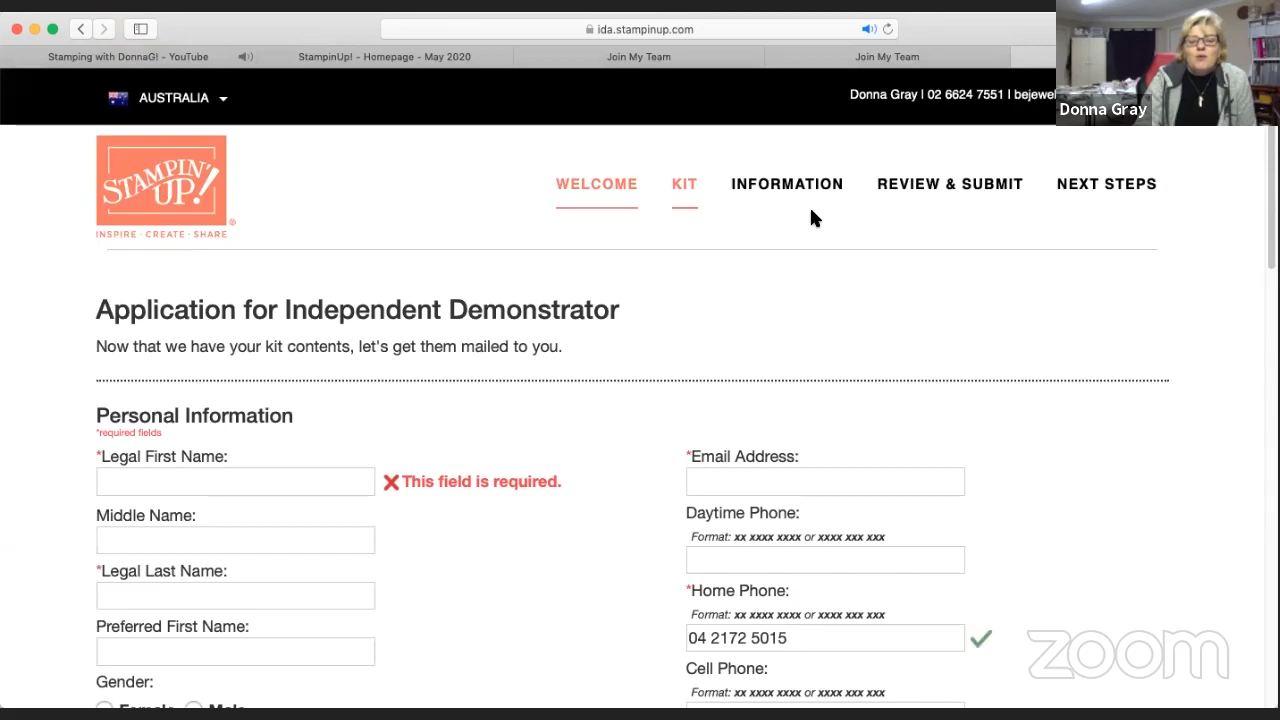 ida.stampinup.com
Stamping with DonnaG! - YouTube
StampinUp! - Homepage - May 2020
Join My Team
Join My Team
AUSTRALIA
Donna Gray | 02 6624 7551 | bejewel
Donna Gray
STAMPIN' UP!®
INSPIRE · CREATE · SHARE
WELCOME
KIT
INFORMATION
REVIEW & SUBMIT
NEXT STEPS
Application for Independent Demonstrator
Now that we have your kit contents, let's get them mailed to you.
Personal Information
*required fields
*Legal First Name:
This field is required.
Middle Name:
*Legal Last Name:
Preferred First Name:
Gender:
Female
Male
*Email Address:
Daytime Phone:
Format: xx xxxx xxxx or xxxx xxx xxx
*Home Phone:
Format: xx xxxx xxxx or xxxx xxx xxx
04 2172 5015
Cell Phone:
Format: xx xxxx xxxx or xxxx xxx xxx
zoom